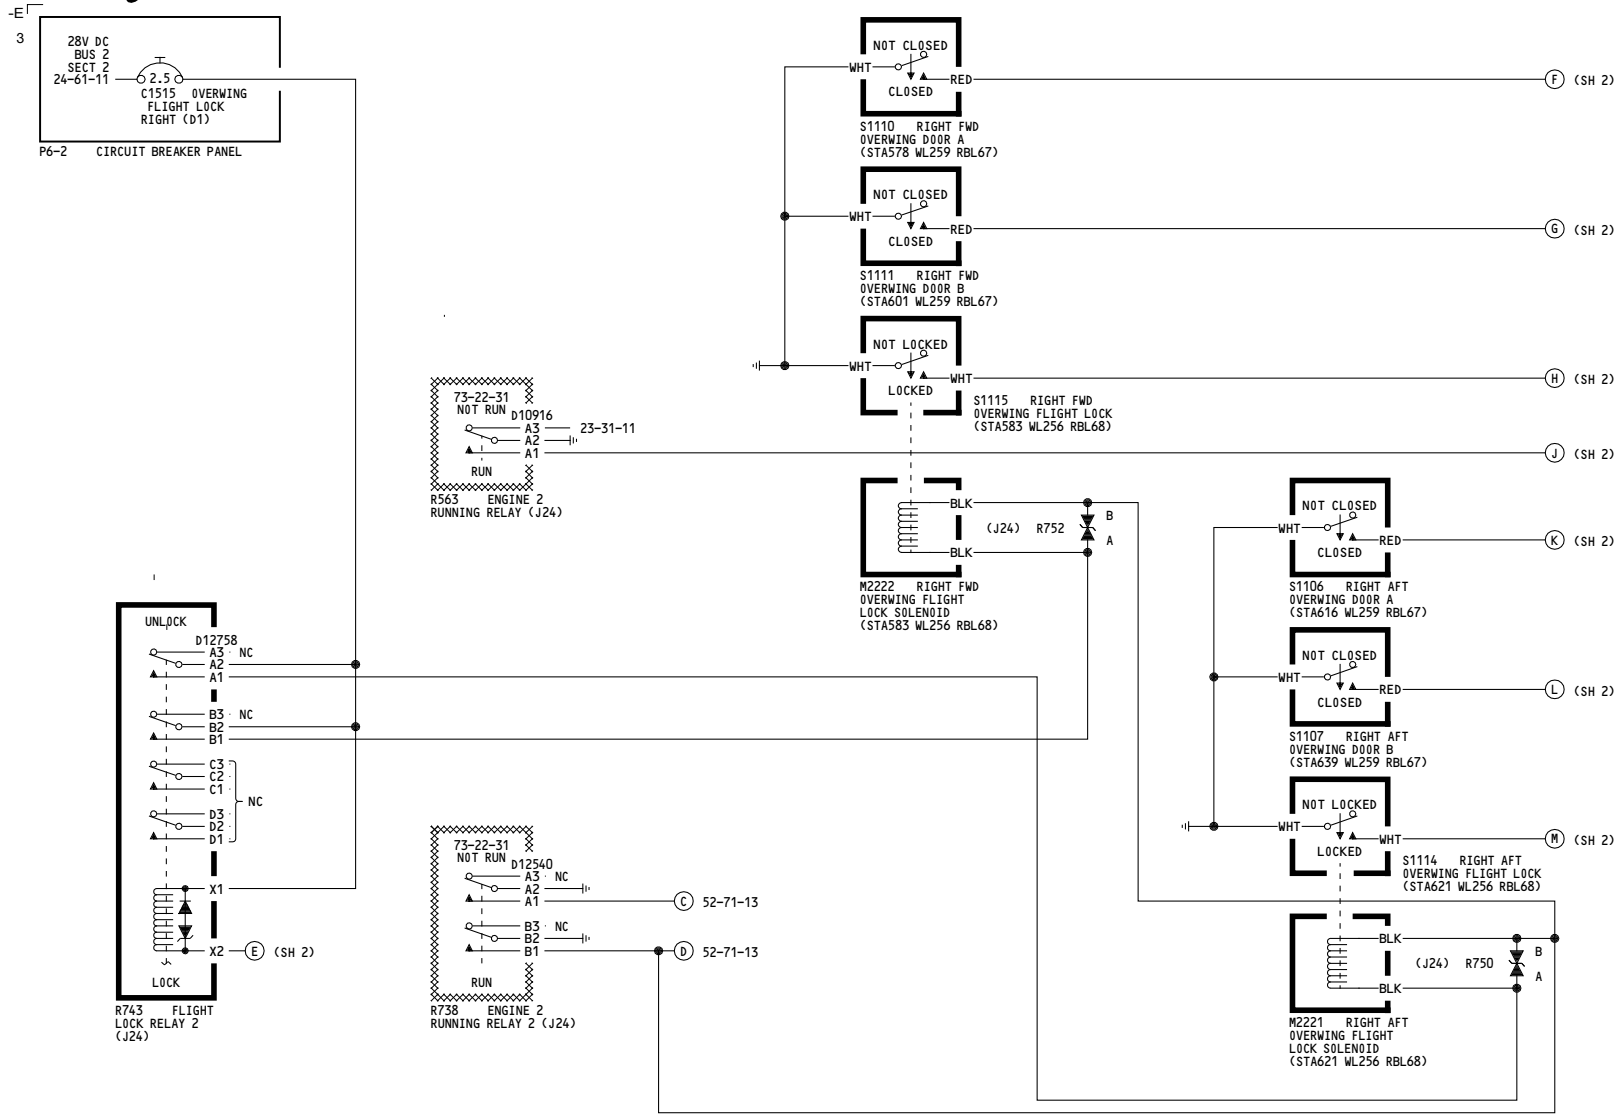 -E
3
28V DC
BUS 2
SECT 2
24-61-11
2.5
C1515 OVERWING
FLIGHT LOCK
RIGHT (D1)
P6-2 CIRCUIT BREAKER PANEL
NOT CLOSED
WHT
RED
CLOSED
S1110 RIGHT FWD
OVERWING DOOR A
(STA578 WL259 RBL67)
F (SH 2)
NOT CLOSED
WHT
RED
CLOSED
S1111 RIGHT FWD
OVERWING DOOR B
(STA601 WL259 RBL67)
G (SH 2)
NOT LOCKED
WHT
WHT
LOCKED
S1115 RIGHT FWD
OVERWING FLIGHT LOCK
(STA583 WL256 RBL68)
H (SH 2)
73-22-31
NOT RUN
D10916
A3 23-31-11
A2
A1
RUN
R563 ENGINE 2
RUNNING RELAY (J24)
J (SH 2)
BLK
BLK
(J24) R752
B
A
M2222 RIGHT FWD
OVERWING FLIGHT
LOCK SOLENOID
(STA583 WL256 RBL68)
NOT CLOSED
WHT
RED
CLOSED
S1106 RIGHT AFT
OVERWING DOOR A
(STA616 WL259 RBL67)
K (SH 2)
UNLOCK
D12758
A3 NC
A2
A1
B3 NC
B2
B1
C3
C2
C1
NC
D3
D2
D1
X1
X2
E (SH 2)
LOCK
R743 FLIGHT
LOCK RELAY 2
(J24)
NOT CLOSED
WHT
RED
CLOSED
S1107 RIGHT AFT
OVERWING DOOR B
(STA639 WL259 RBL67)
L (SH 2)
NOT LOCKED
WHT
WHT
LOCKED
S1114 RIGHT AFT
OVERWING FLIGHT LOCK
(STA621 WL256 RBL68)
M (SH 2)
73-22-31
NOT RUN
D12540
A3 NC
A2
A1
C 52-71-13
B3 NC
B2
B1
D 52-71-13
RUN
R738 ENGINE 2
RUNNING RELAY 2 (J24)
BLK
BLK
(J24) R750
B
A
M2221 RIGHT AFT
OVERWING FLIGHT
LOCK SOLENOID
(STA621 WL256 RBL68)